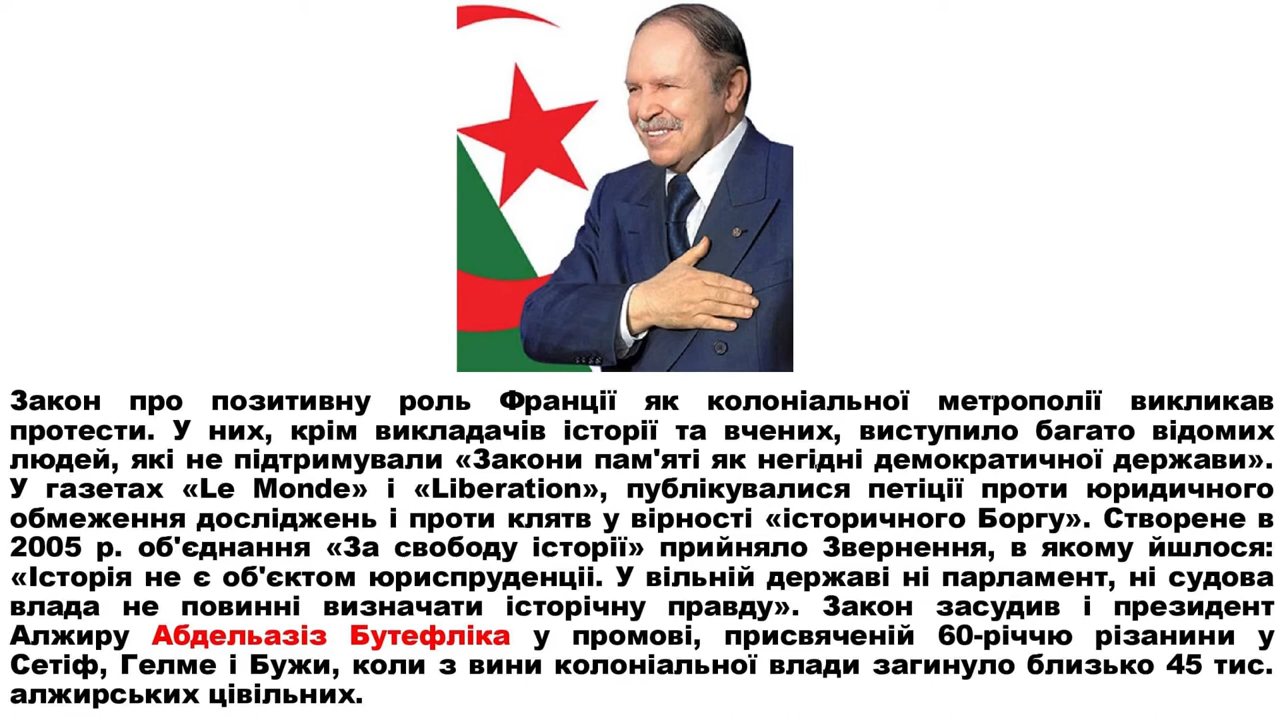 Закон про позитивну роль Франції як колоніальної метрополії викликав
протести. У них, крім викладачів історії та вчених, виступило багато відомих
людей, які не підтримували «Закони пам'яті як негідні демократичної держави».
У газетах «Le Monde» і «Liberation», публікувалися петіції проти юридичного
обмеження досліджень і проти клятв у вірності «історичного Боргу». Створене в
2005 р. об'єднання «За свободу історії» прийняло Звернення, в якому йшлося:
«Історія не є об'єктом юриспруденціі. У вільній державі ні парламент, ні судова
влада не повинні визначати історічну правду». Закон засудив і президент
Алжиру Абдельазіз Бутефліка у промові, присвяченій 60-річчю різанини у
Сетіф, Гелме і Бужи, коли з вини колоніальної влади загинуло близько 45 тис.
алжирських цівільних.